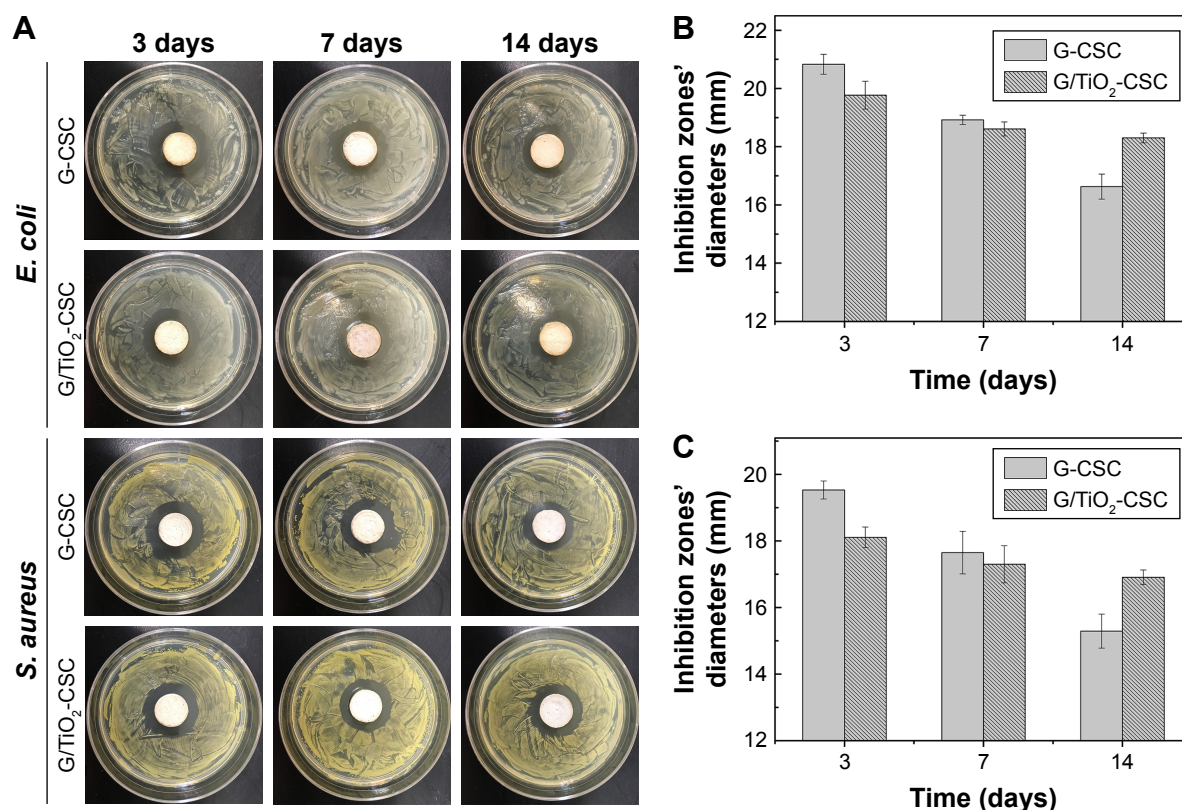 A
3 days 7 days 14 days
E. coli
G-CSC
G/TiO2-CSC
S. aureus
G-CSC
G/TiO2-CSC
B
Inhibition zones’
diameters (mm)
22
20
18
16
14
12
G-CSC
G/TiO2-CSC
3 7 14
Time (days)
C
Inhibition zones’
diameters (mm)
20
18
16
14
12
G-CSC
G/TiO2-CSC
3 7 14
Time (days)